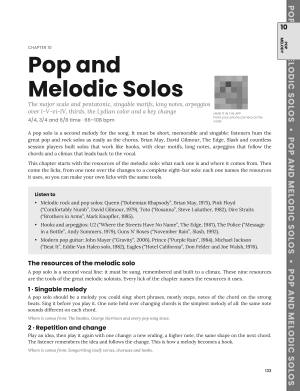 CHAPTER 10
Pop and
Melodic Solos
The major scale and pentatonic, singable motifs, long notes, arpeggios
over I–V–vi–IV, thirds, the Lydian color and a key change
4/4, 3/4 and 6/8 time · 66–108 bpm
A pop solo is a second melody for the song. It must be short, memorable and singable: listeners hum the
great pop and rock solos as much as the chorus. Brian May, David Gilmour, The Edge, Slash and countless
session players built solos that work like hooks, with clear motifs, long notes, arpeggios that follow the
chords and a climax that leads back to the vocal.
This chapter starts with the resources of the melodic solo: what each one is and where it comes from. Then
come the licks, from one note over the changes to a complete eight-bar solo; each one names the resources
it uses, so you can make your own licks with the same tools.
Listen to
• Melodic rock and pop solos: Queen ("Bohemian Rhapsody", Brian May, 1975), Pink Floyd
("Comfortably Numb", David Gilmour, 1979), Toto ("Rosanna", Steve Lukather, 1982), Dire Straits
("Brothers in Arms", Mark Knopfler, 1985).
• Hooks and arpeggios: U2 ("Where the Streets Have No Name", The Edge, 1987), The Police ("Message
in a Bottle", Andy Summers, 1979), Guns N' Roses ("November Rain", Slash, 1992).
• Modern pop guitar: John Mayer ("Gravity", 2006), Prince ("Purple Rain", 1984), Michael Jackson
("Beat It", Eddie Van Halen solo, 1982), Eagles ("Hotel California", Don Felder and Joe Walsh, 1976).
The resources of the melodic solo
A pop solo is a second vocal line: it must be sung, remembered and built to a climax. These nine resources
are the tools of the great melodic soloists. Every lick of the chapter names the resources it uses.
1 · Singable melody
A pop solo should be a melody you could sing: short phrases, mostly steps, notes of the chord on the strong
beats. Sing it before you play it. One note held over changing chords is the simplest melody of all: the same note
sounds different on each chord.
Where it comes from: The Beatles, George Harrison and every pop song since.
2 · Repetition and change
Play an idea, then play it again with one change: a new ending, a higher note, the same shape on the next chord.
The listener remembers the idea and follows the change. This is how a melody becomes a hook.
Where it comes from: Songwriting itself: verses, choruses and hooks.
133
10
POP AND MELODIC SOLOS • POP AND MELODIC SOLOS • POP AND MELODIC SOLOS